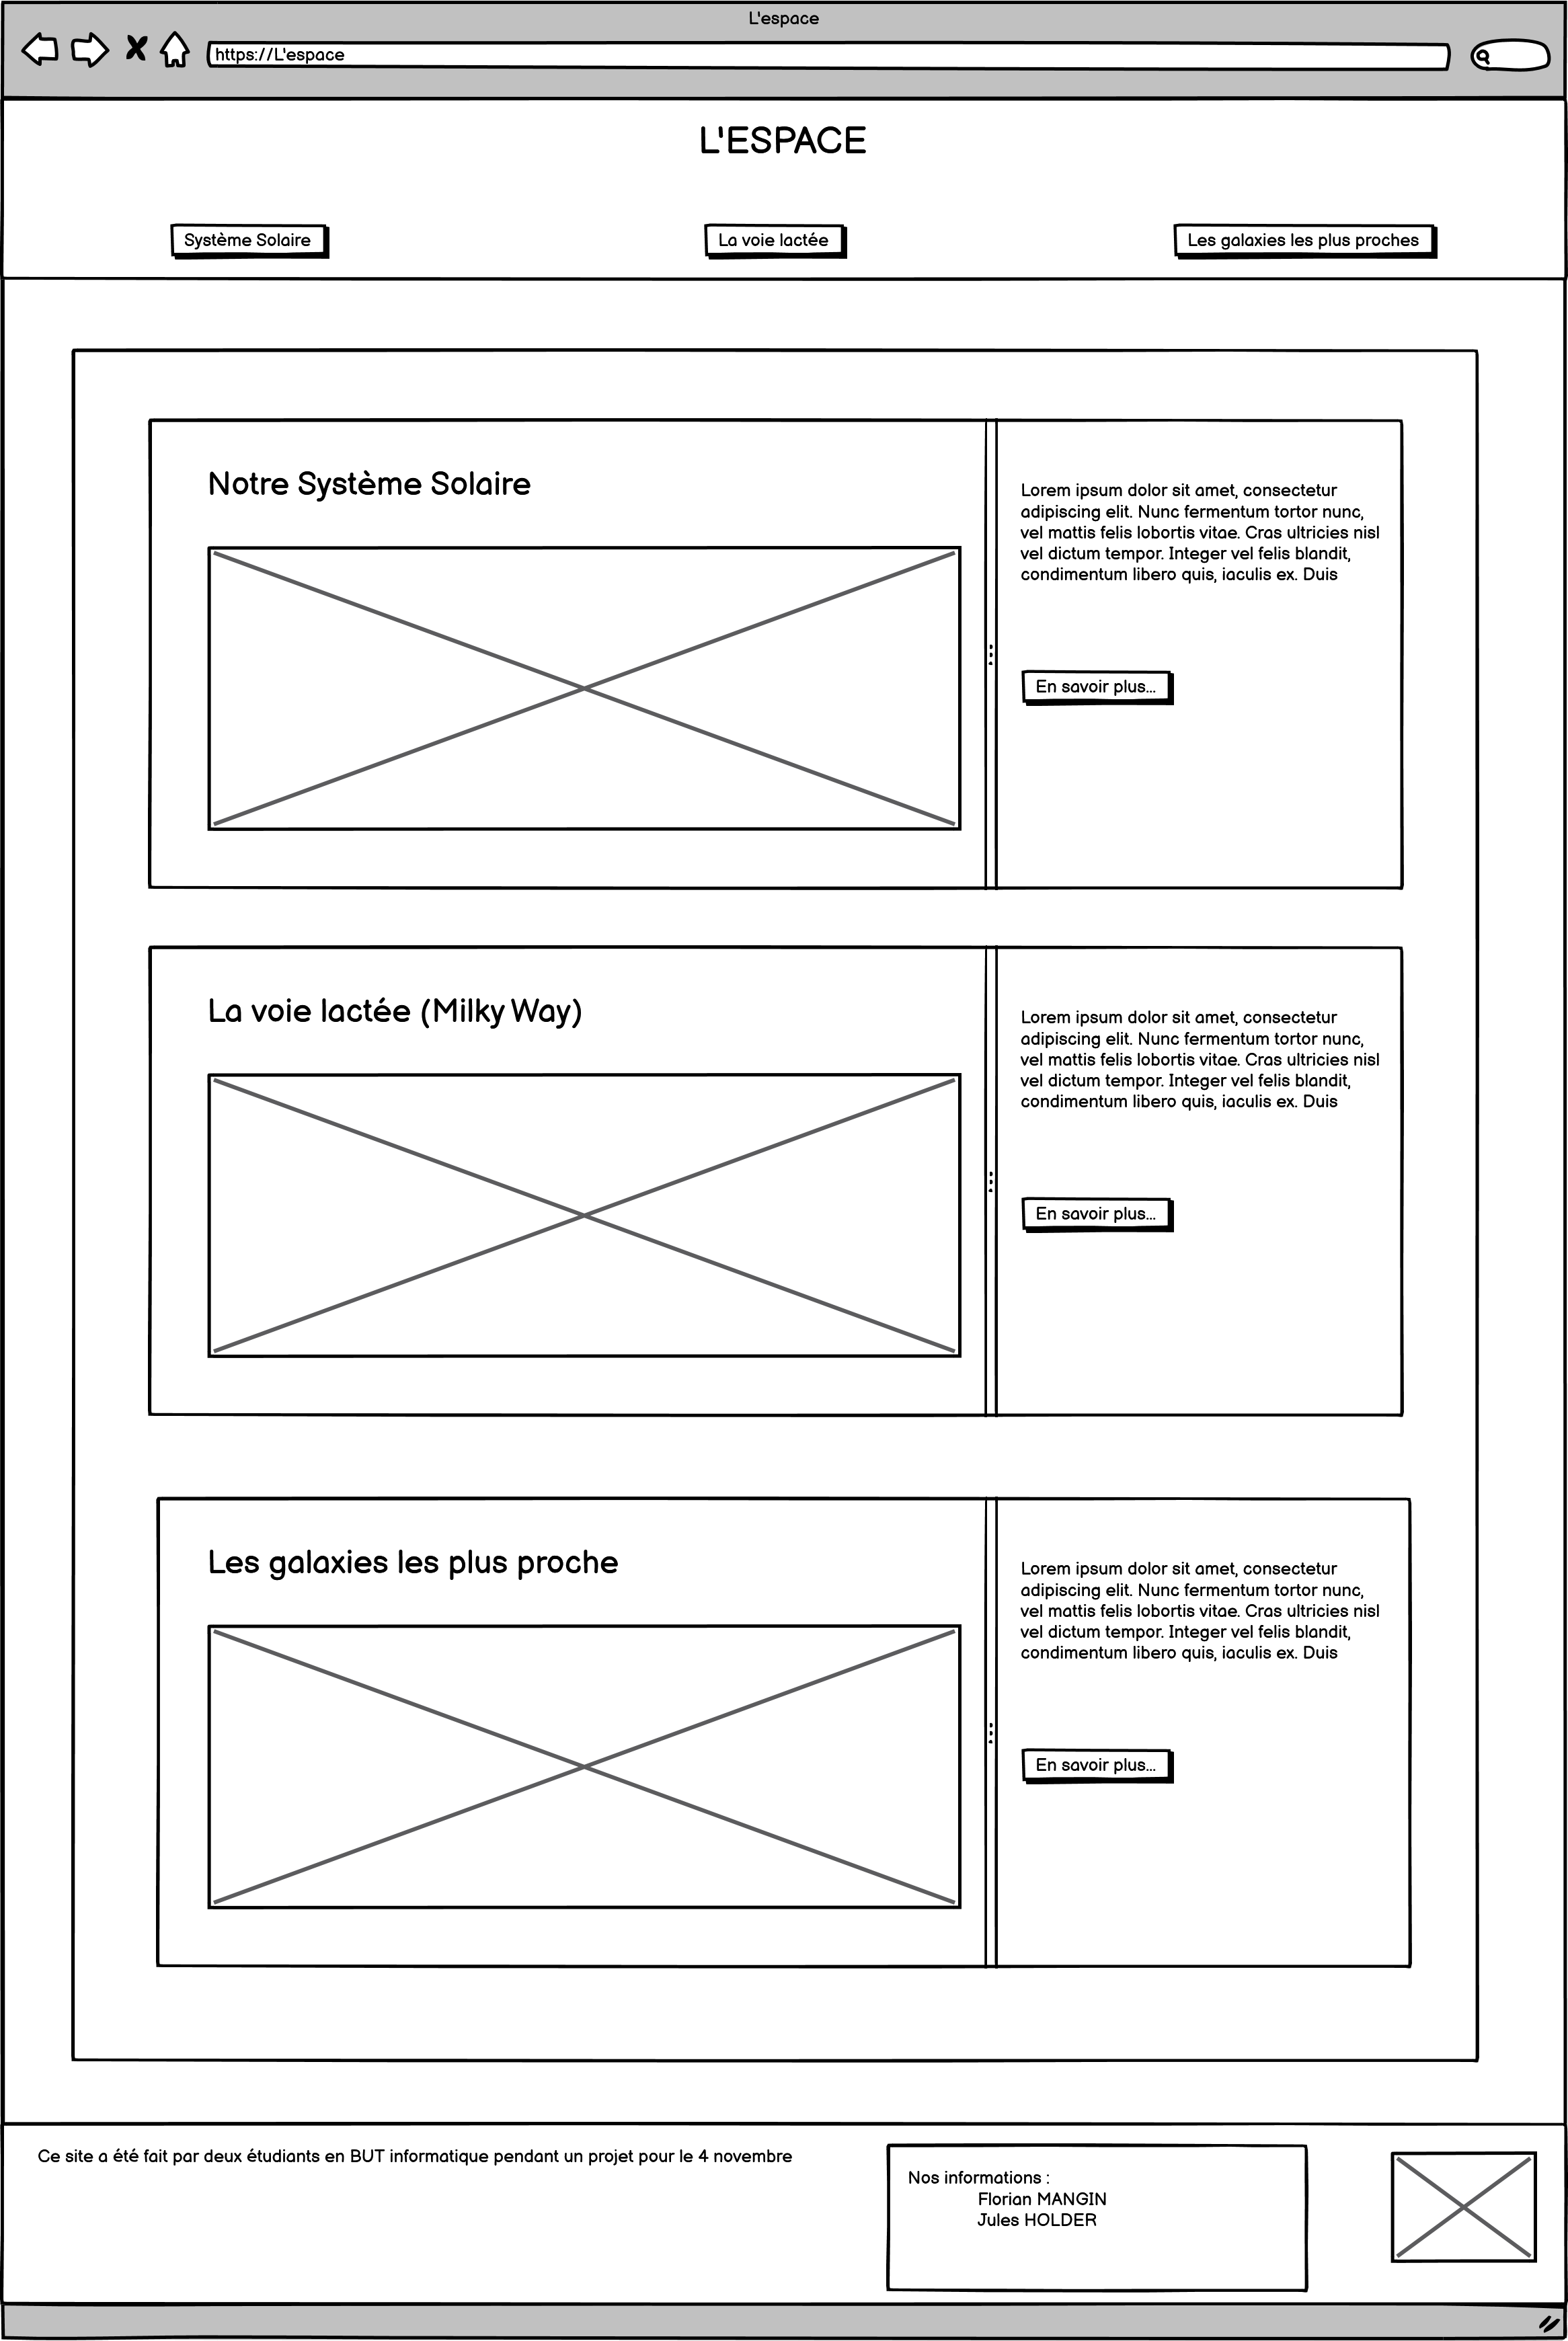 L'espace
https://L'espace
L'ESPACE
Système Solaire
La voie lactée
Les galaxies les plus proches
Notre Système Solaire
Lorem ipsum dolor sit amet, consectetur
adipiscing elit. Nunc fermentum tortor nunc,
vel mattis felis lobortis vitae. Cras ultricies nisl
vel dictum tempor. Integer vel felis blandit,
condimentum libero quis, iaculis ex. Duis
En savoir plus...
La voie lactée (Milky Way)
Lorem ipsum dolor sit amet, consectetur
adipiscing elit. Nunc fermentum tortor nunc,
vel mattis felis lobortis vitae. Cras ultricies nisl
vel dictum tempor. Integer vel felis blandit,
condimentum libero quis, iaculis ex. Duis
En savoir plus...
Les galaxies les plus proche
Lorem ipsum dolor sit amet, consectetur
adipiscing elit. Nunc fermentum tortor nunc,
vel mattis felis lobortis vitae. Cras ultricies nisl
vel dictum tempor. Integer vel felis blandit,
condimentum libero quis, iaculis ex. Duis
En savoir plus...
Ce site a été fait par deux étudiants en BUT informatique pendant un projet pour le 4 novembre
Nos informations :
Florian MANGIN
Jules HOLDER